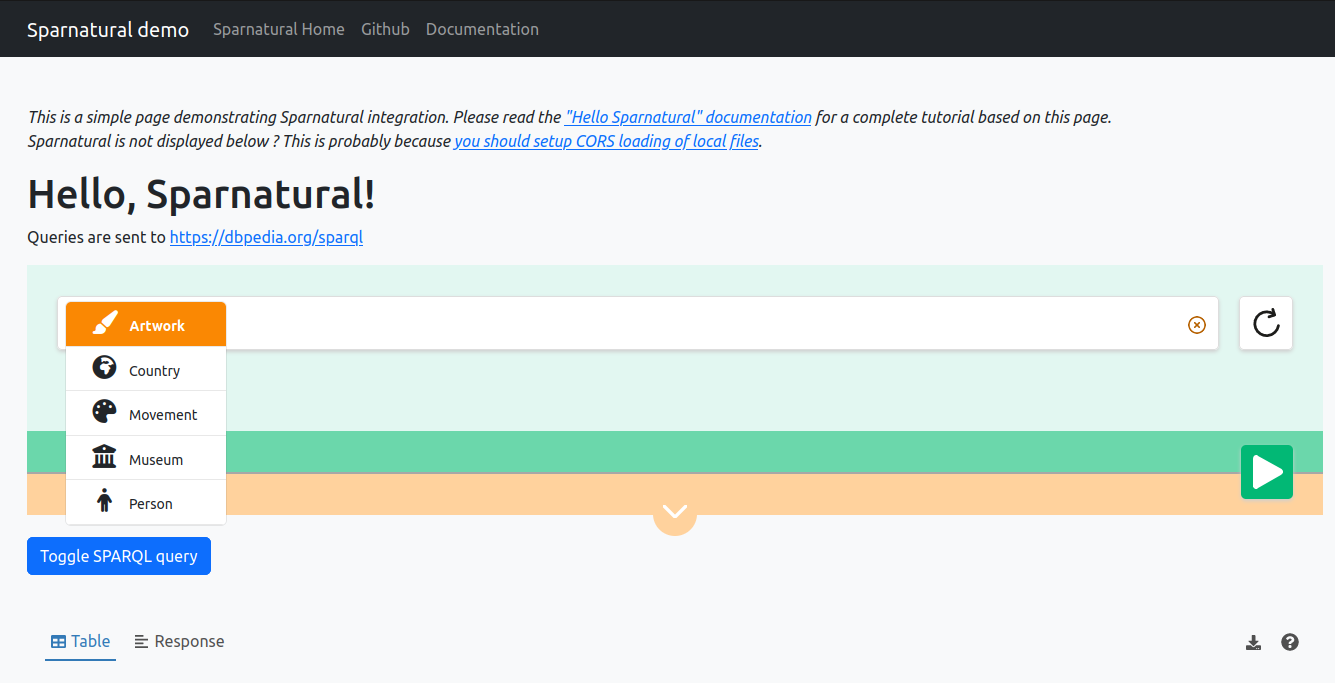 Sparnatural demo Sparnatural Home Github Documentation
This is a simple page demonstrating Sparnatural integration. Please read the "Hello Sparnatural" documentation for a complete tutorial based on this page.
Sparnatural is not displayed below ? This is probably because you should setup CORS loading of local files.
Hello, Sparnatural!
Queries are sent to https://dbpedia.org/sparql
Artwork
Country
Movement
Museum
Person
Toggle SPARQL query
Table Response